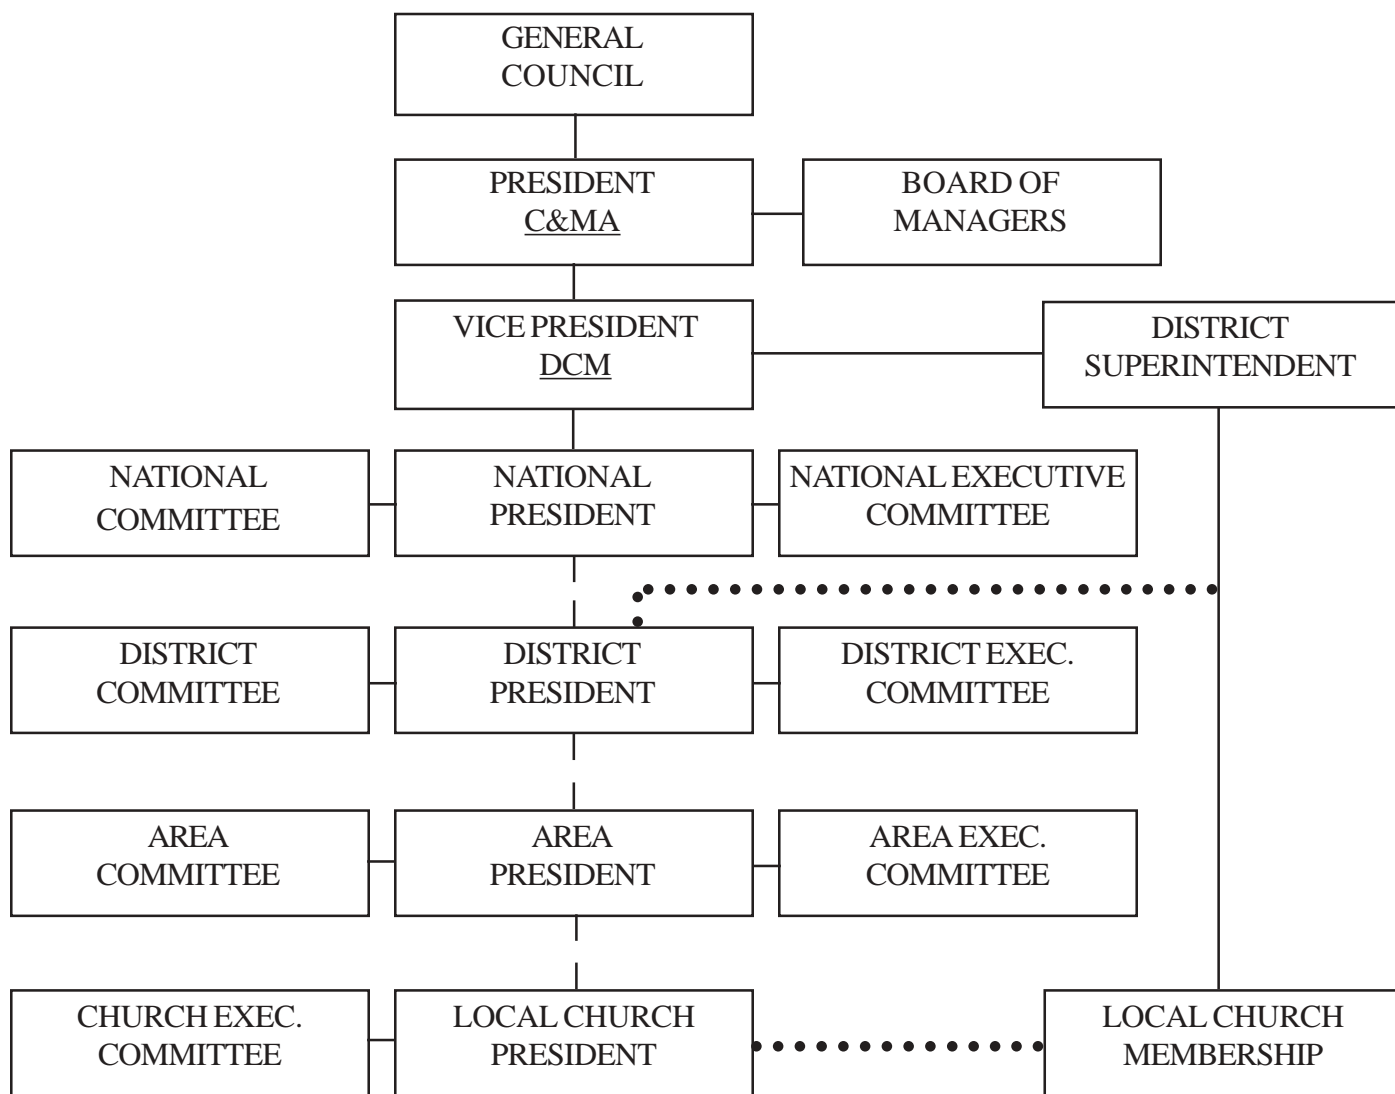 GENERAL
COUNCIL
PRESIDENT
C&MA
BOARD OF
MANAGERS
VICE PRESIDENT
DCM
DISTRICT
SUPERINTENDENT
NATIONAL
COMMITTEE
NATIONAL
PRESIDENT
NATIONAL EXECUTIVE
COMMITTEE
DISTRICT
COMMITTEE
DISTRICT
PRESIDENT
DISTRICT EXEC.
COMMITTEE
AREA
COMMITTEE
AREA
PRESIDENT
AREA EXEC.
COMMITTEE
CHURCH EXEC.
COMMITTEE
LOCAL CHURCH
PRESIDENT
LOCAL CHURCH
MEMBERSHIP